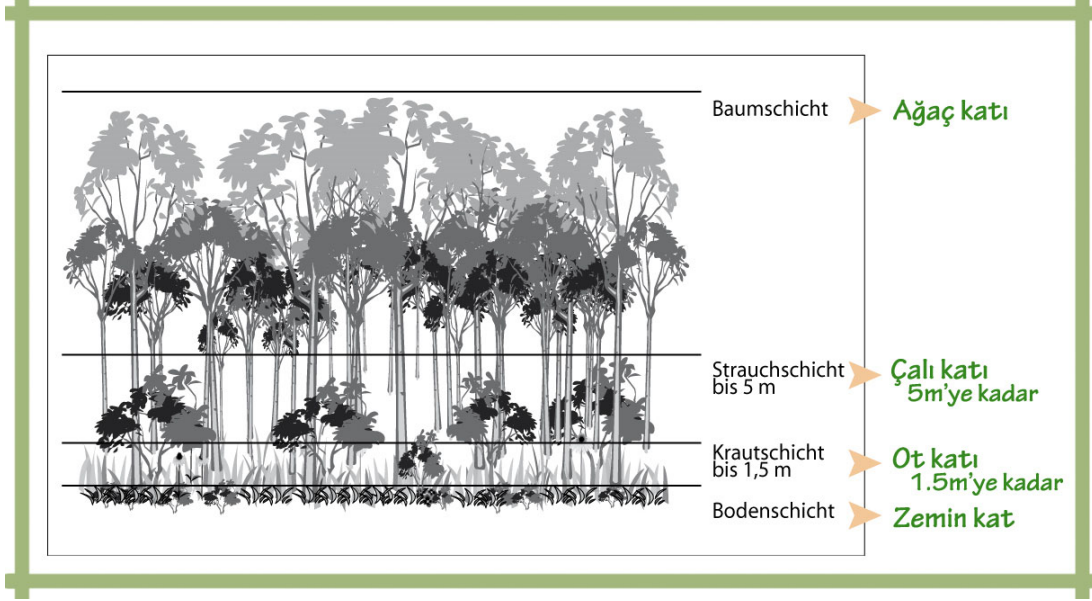 Baumschicht
Ağaç katı
Strauchschicht
bis 5 m
Çalı katı
5m'ye kadar
Krautschicht
bis 1,5 m
Ot katı
1.5m'ye kadar
Bodenschicht
Zemin kat